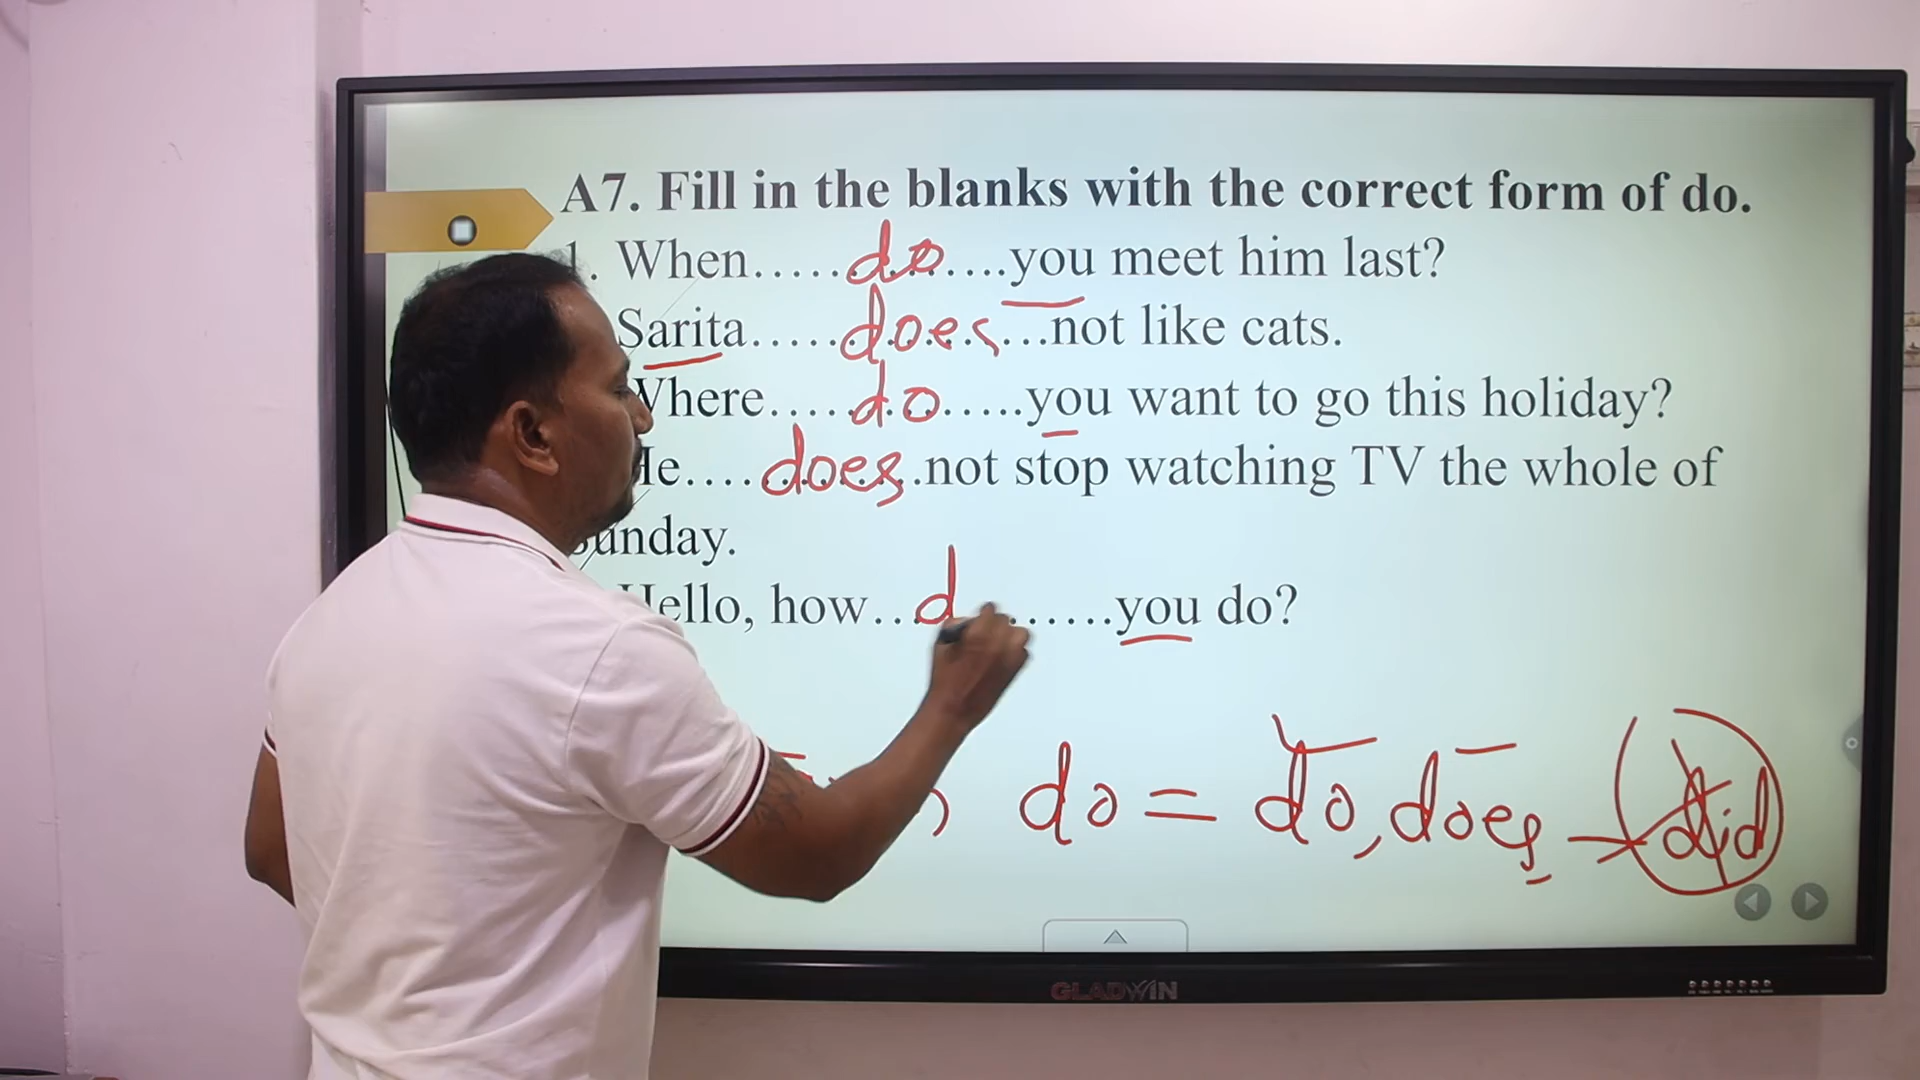 A7. Fill in the blanks with the correct form of do.
1. When.....do.....you meet him last?
Sarita.....does...not like cats.
Where.....do.....you want to go this holiday?
He....does.not stop watching TV the whole of
Sunday.
Hello, how...d.......you do?
do = do, does did
GLADWIN